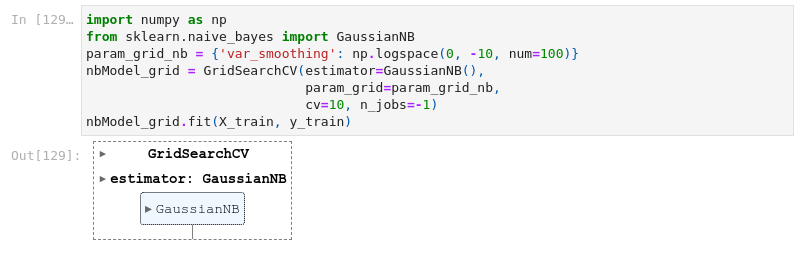 In [129…
import numpy as np
from sklearn.naive_bayes import GaussianNB
param_grid_nb = {'var_smoothing': np.logspace(0, -10, num=100)}
nbModel_grid = GridSearchCV(estimator=GaussianNB(),
                            param_grid=param_grid_nb,
                            cv=10, n_jobs=-1)
nbModel_grid.fit(X_train, y_train)
Out[129]:
▸ GridSearchCV
▸ estimator: GaussianNB
▸ GaussianNB